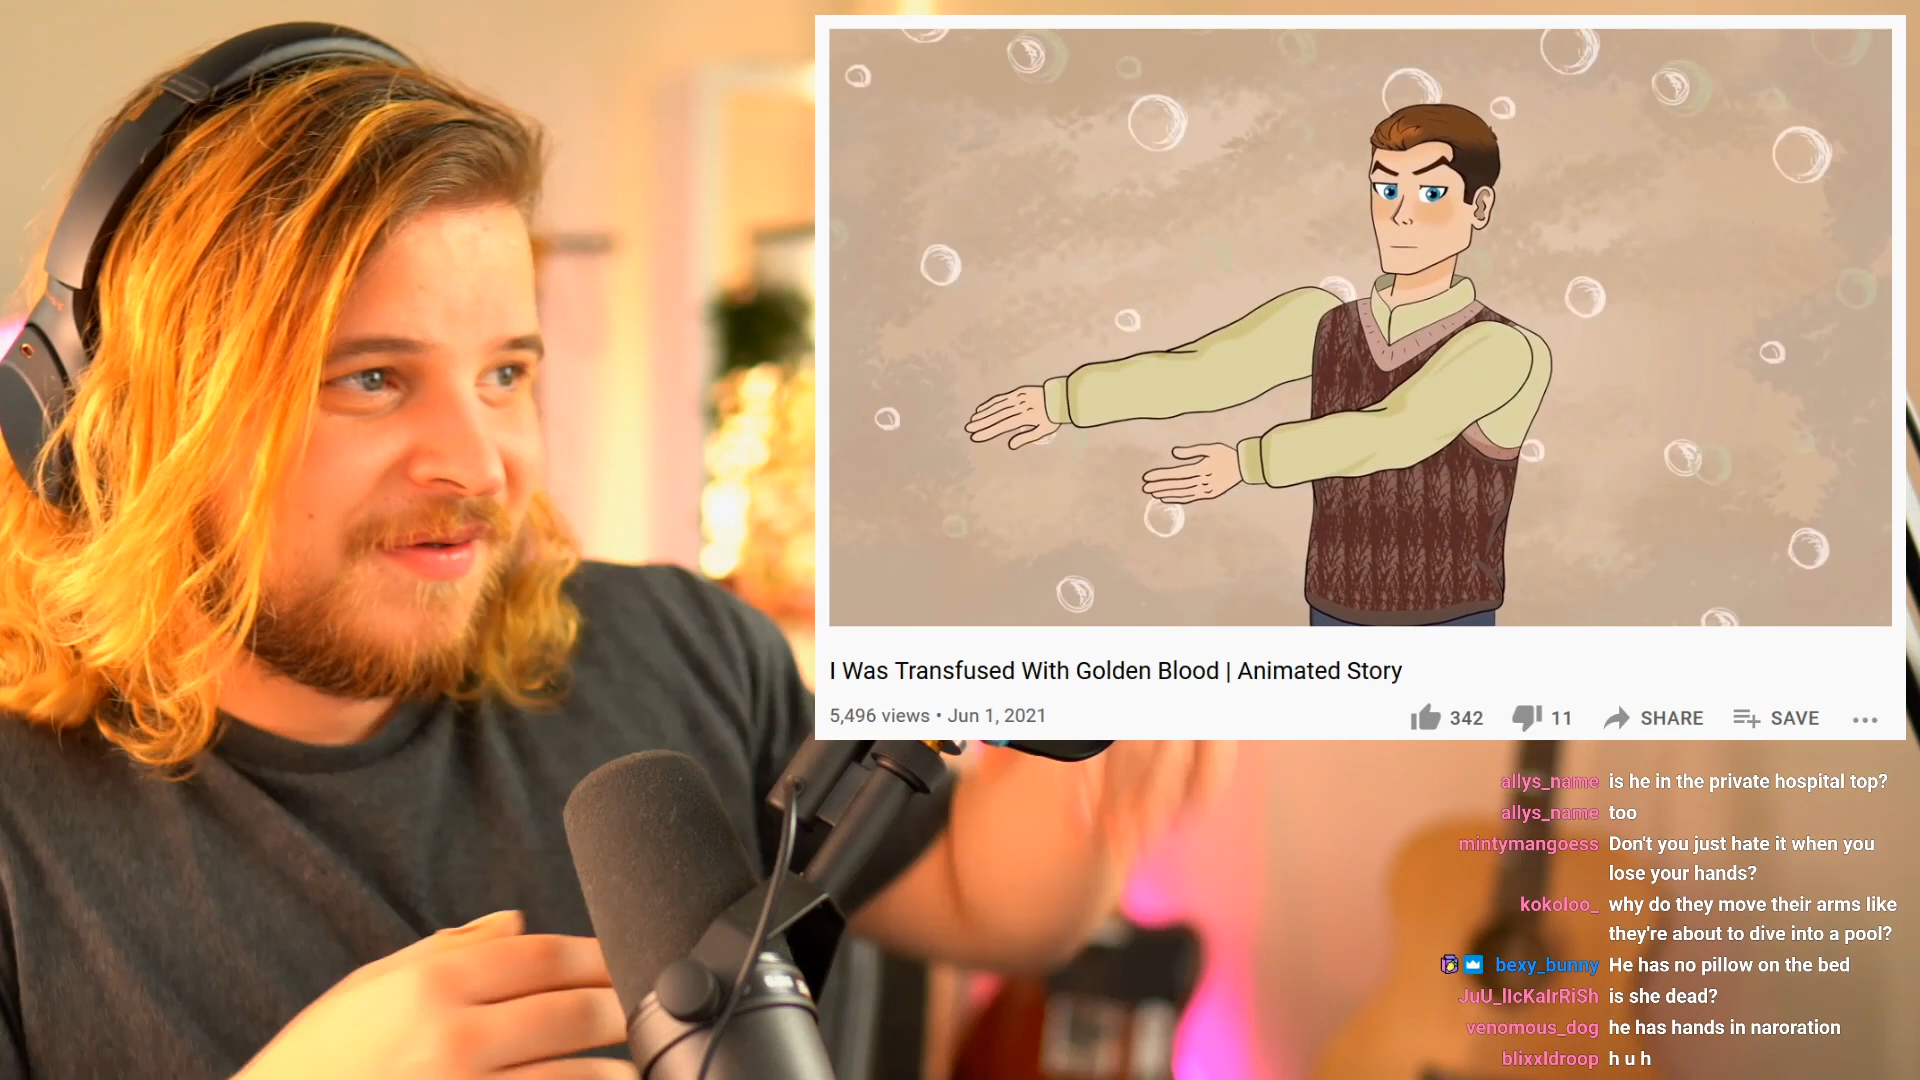 I Was Transfused With Golden Blood | Animated Story
5,496 views • Jun 1, 2021
342 11 SHARE SAVE
allys_name is he in the private hospital top?
allys_name too
mintymangoess Don't you just hate it when you
lose your hands?
kokoloo_ why do they move their arms like
they're about to dive into a pool?
bexy_bunny He has no pillow on the bed
JuU_lIcKaIrRiSh is she dead?
venomous_dog he has hands in naroration
blixxldroop h u h